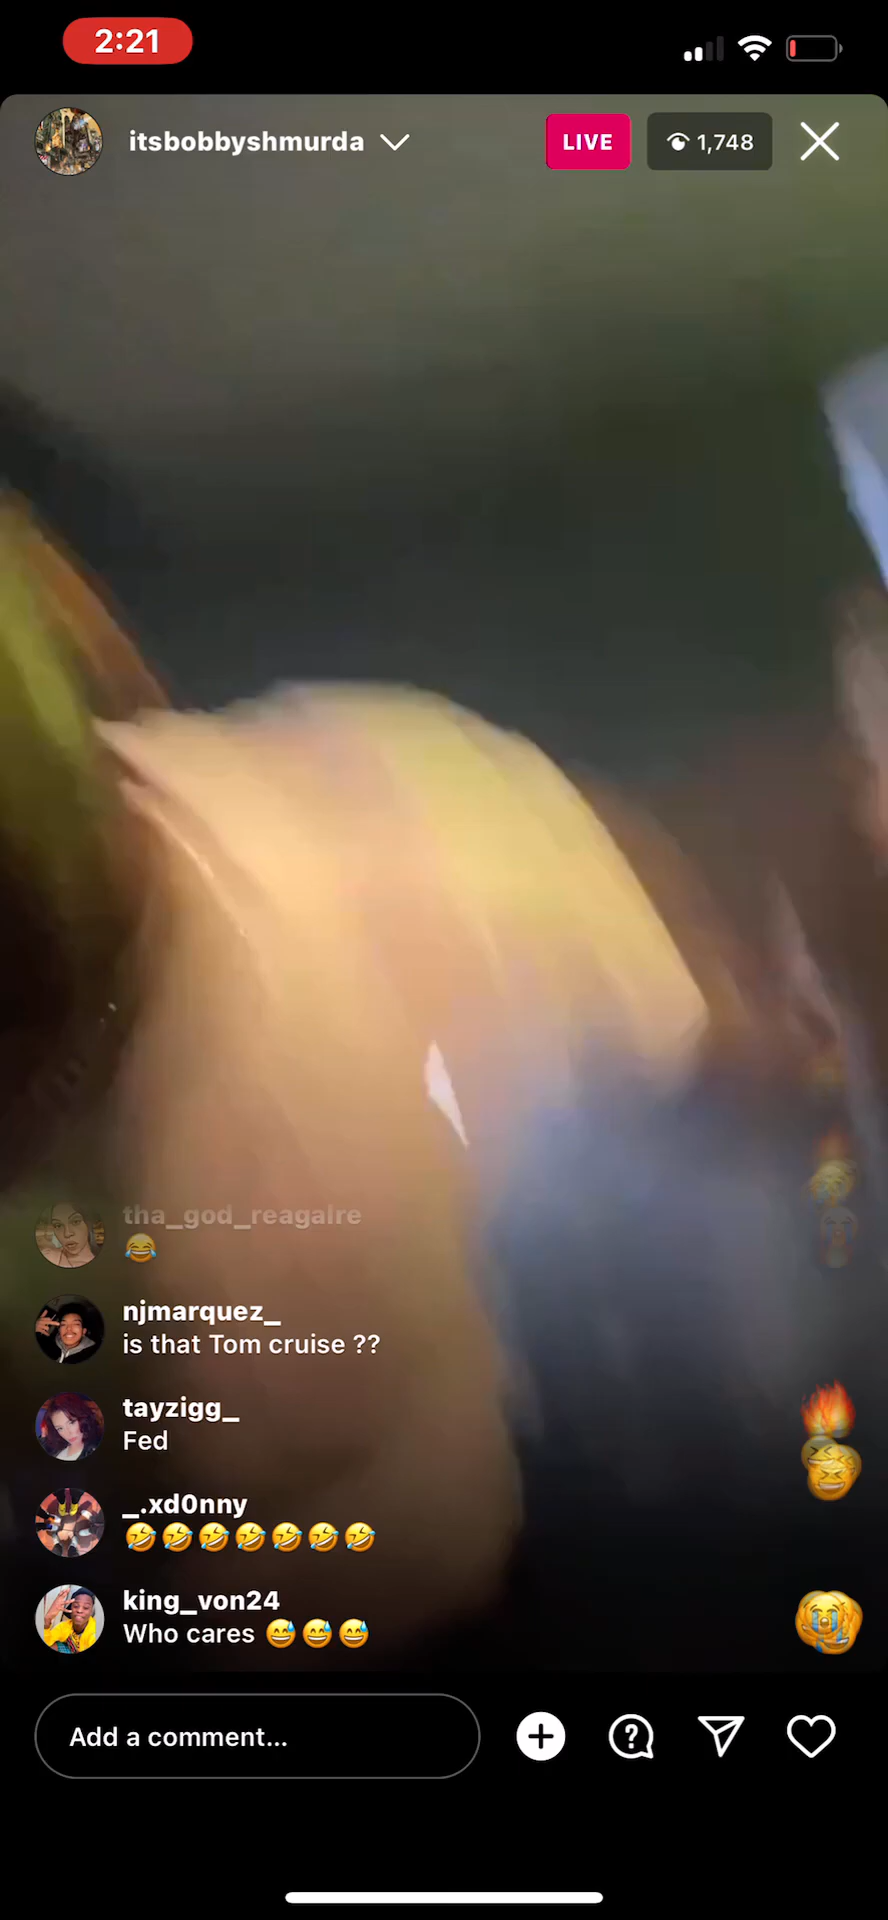 2:21
itsbobbyshmurda
LIVE
1,748
tha_god_reagalre
😂
njmarquez_
is that Tom cruise ??
tayzigg_
Fed
_.xd0nny
🤣🤣🤣🤣🤣🤣🤣
king_von24
Who cares 😅😅😅
Add a comment...